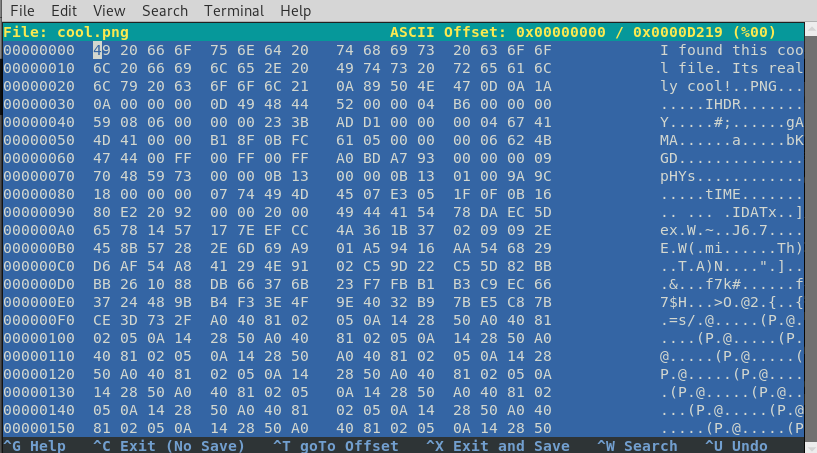 File Edit View Search Terminal Help
File: cool.png ASCII Offset: 0x00000000 / 0x0000D219 (%00)
00000000 49 20 66 6F 75 6E 64 20 74 68 69 73 20 63 6F 6F I found this coo
00000010 6C 20 66 69 6C 65 2E 20 49 74 73 20 72 65 61 6C l file. Its real
00000020 6C 79 20 63 6F 6F 6C 21 0A 89 50 4E 47 0D 0A 1A ly cool!..PNG...
00000030 0A 00 00 00 0D 49 48 44 52 00 00 04 B6 00 00 00 .....IHDR.......
00000040 59 08 06 00 00 00 23 3B AD D1 00 00 00 04 67 41 Y.....#;......gA
00000050 4D 41 00 00 B1 8F 0B FC 61 05 00 00 00 06 62 4B MA......a.....bK
00000060 47 44 00 FF 00 FF 00 FF A0 BD A7 93 00 00 00 09 GD..............
00000070 70 48 59 73 00 00 0B 13 00 00 0B 13 01 00 9A 9C pHYs............
00000080 18 00 00 00 07 74 49 4D 45 07 E3 05 1F 0F 0B 16 .....tIME.......
00000090 80 E2 20 92 00 00 20 00 49 44 41 54 78 DA EC 5D .. ... .IDATx..]
000000A0 65 78 14 57 17 7E EF CC 4A 36 1B 37 02 09 09 2E ex.W.~..J6.7....
000000B0 45 8B 57 28 2E 6D 69 A9 01 A5 94 16 AA 54 68 29 E.W(.mi......Th)
000000C0 D6 AF 54 A8 41 29 4E 91 02 C5 9D 22 C5 5D 82 BB ..T.A)N....".]..
000000D0 BB 26 10 88 DB 66 37 6B 23 F7 FB B1 B3 C9 EC 66 .&...f7k#......f
000000E0 37 24 48 9B B4 F3 3E 4F 9E 40 32 B9 7B E5 C8 7B 7$H...>O.@2.{..{
000000F0 CE 3D 73 2F A0 40 81 02 05 0A 14 28 50 A0 40 81 .=s/.@.....(P.@.
00000100 02 05 0A 14 28 50 A0 40 81 02 05 0A 14 28 50 A0 ....(P.@.....(P.
00000110 40 81 02 05 0A 14 28 50 A0 40 81 02 05 0A 14 28 @.....(P.@.....(
00000120 50 A0 40 81 02 05 0A 14 28 50 A0 40 81 02 05 0A P.@.....(P.@....
00000130 14 28 50 A0 40 81 02 05 0A 14 28 50 A0 40 81 02 .(P.@.....(P.@..
00000140 05 0A 14 28 50 A0 40 81 02 05 0A 14 28 50 A0 40 ...(P.@.....(P.@
00000150 81 02 05 0A 14 28 50 A0 40 81 02 05 0A 14 28 50 .....(P.@.....(P
^G Help ^C Exit (No Save) ^T goTo Offset ^X Exit and Save ^W Search ^U Undo